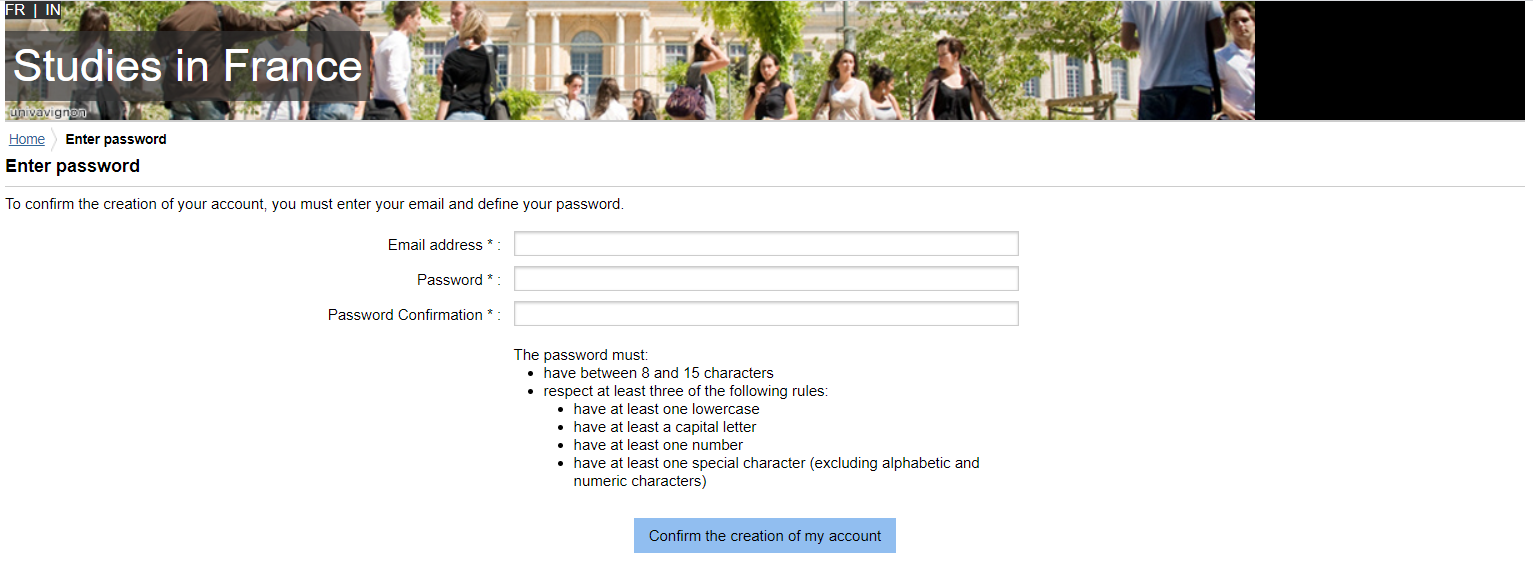 FR | IN
Studies in France
univavignon
Home Enter password
Enter password
To confirm the creation of your account, you must enter your email and define your password.
Email address * :
Password * :
Password Confirmation * :
The password must:
• have between 8 and 15 characters
• respect at least three of the following rules:
• have at least one lowercase
• have at least a capital letter
• have at least one number
• have at least one special character (excluding alphabetic and
numeric characters)
Confirm the creation of my account